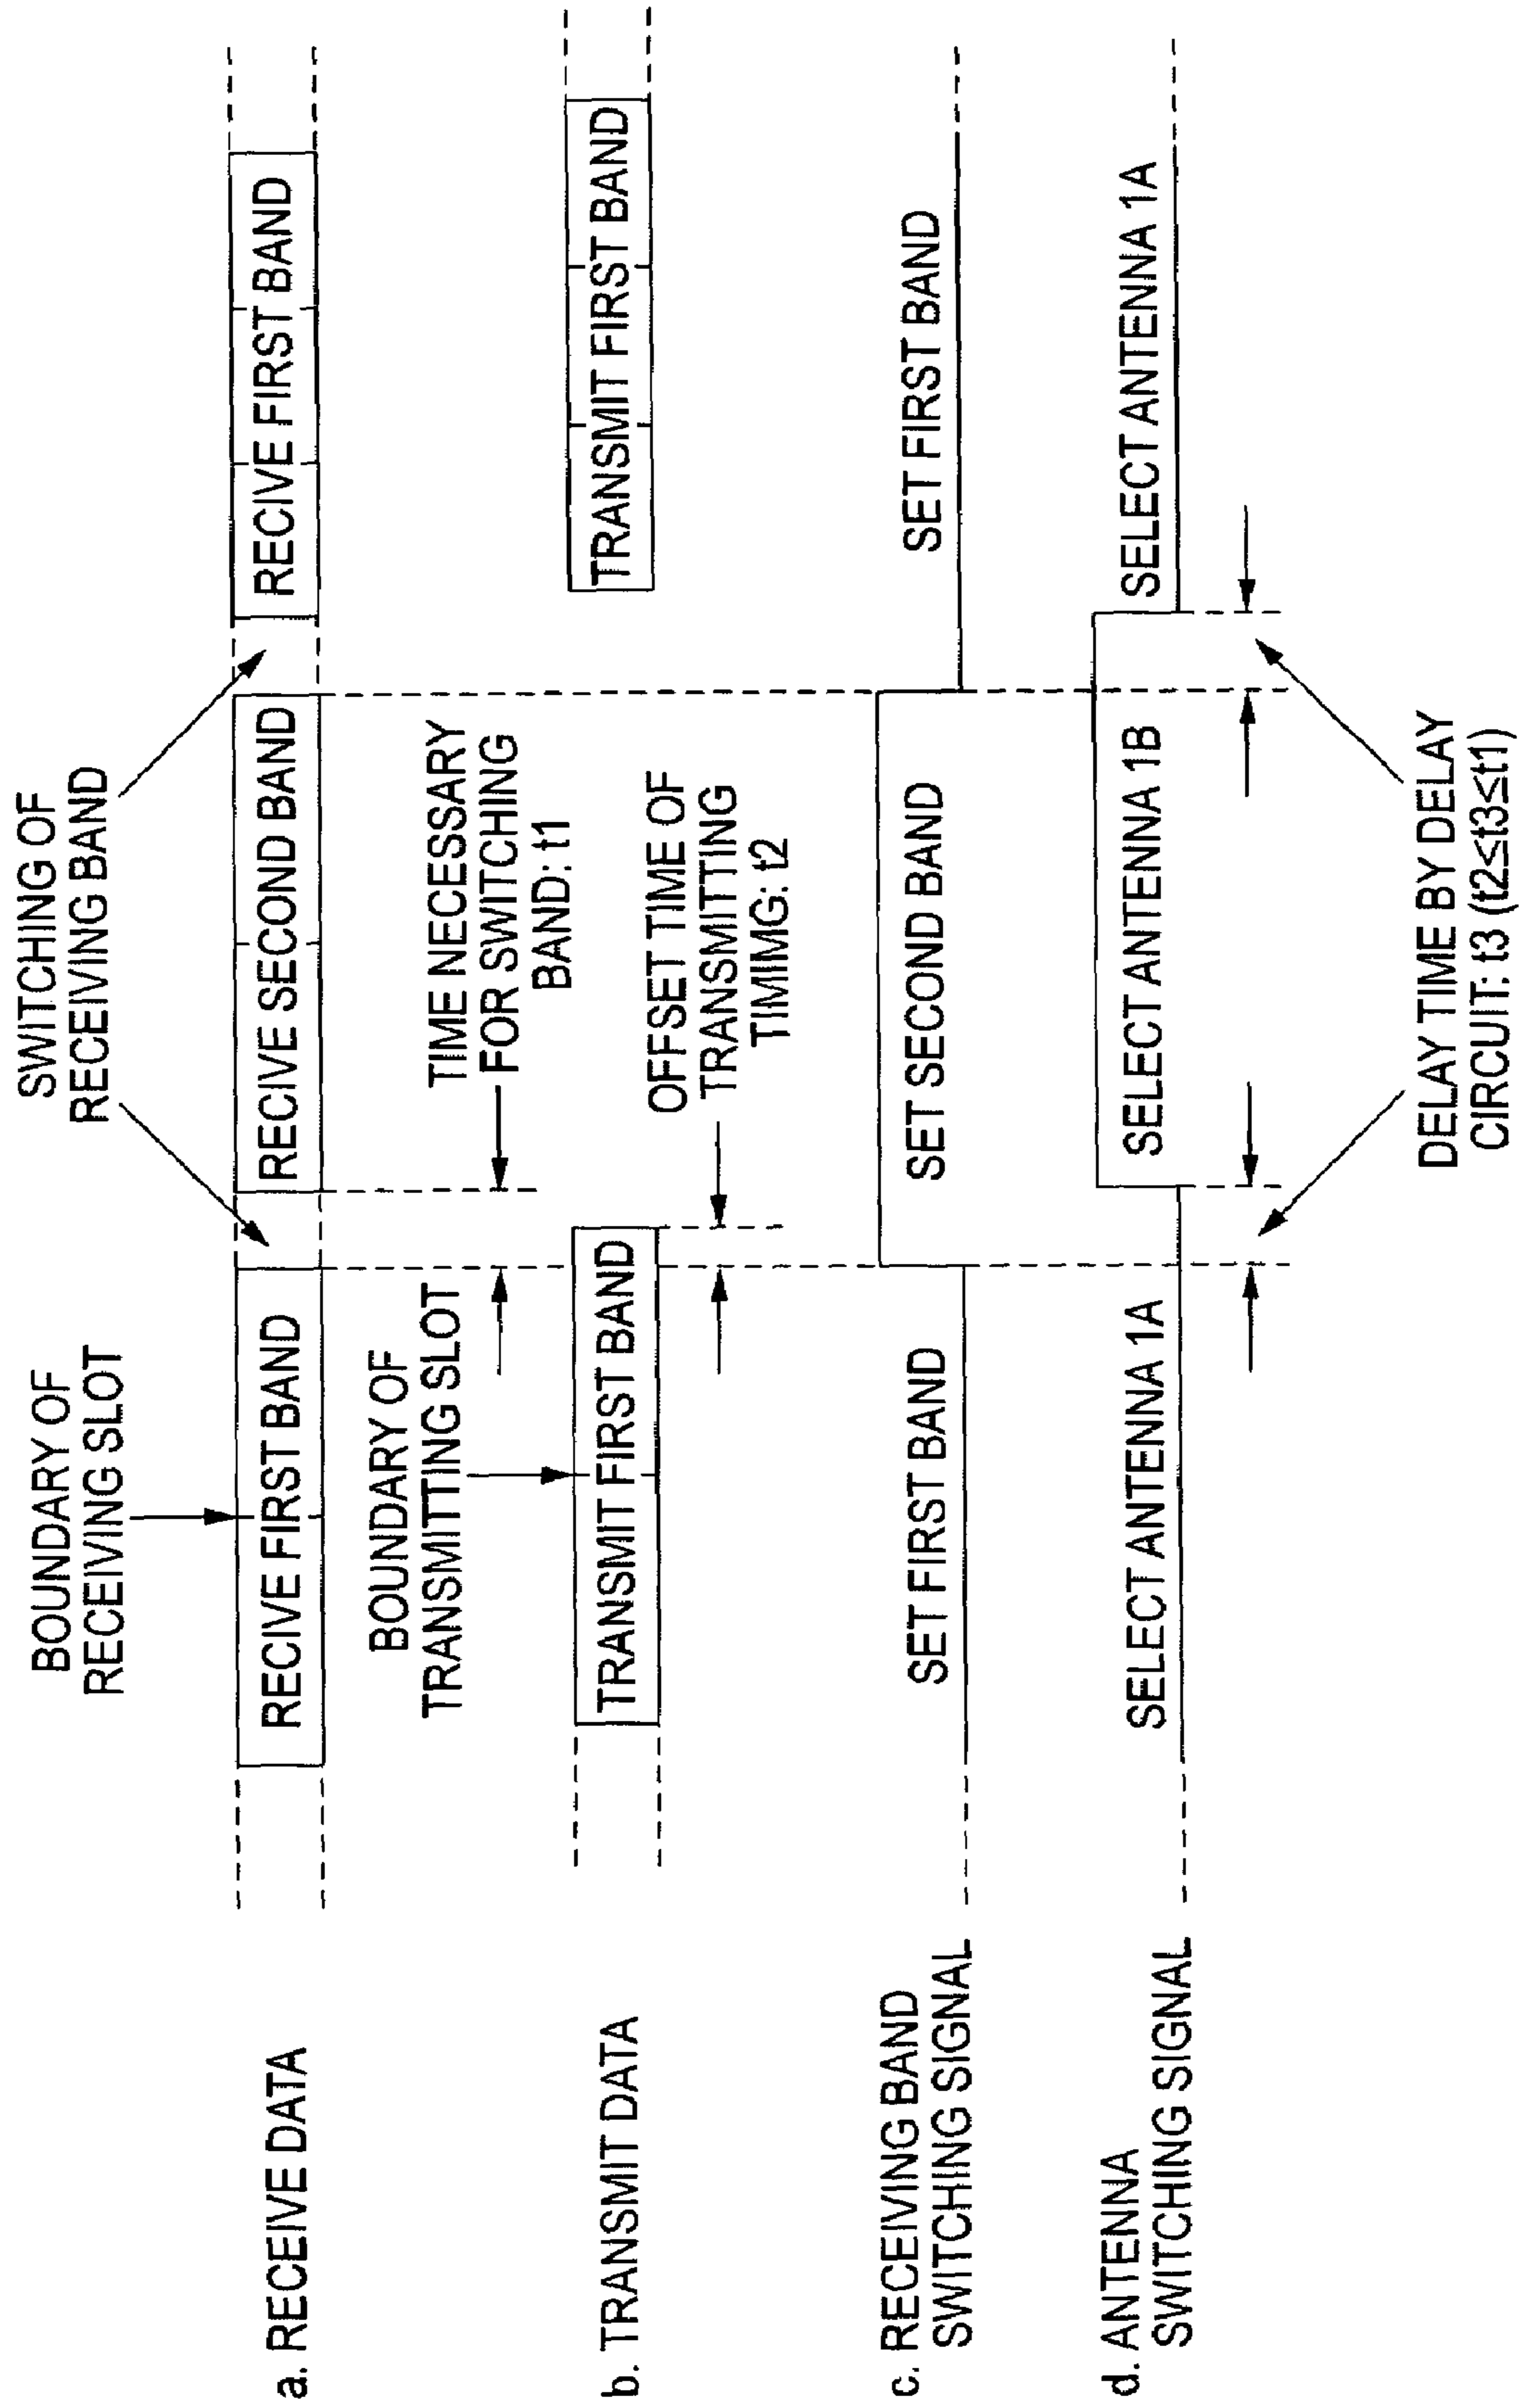 BOUNDARY OF
RECEIVING SLOT
SWITCHING OF
RECEIVING BAND
a. RECEIVE DATA
RECIVE FIRST BAND
RECIVE SECOND BAND
RECIVE FIRST BAND
BOUNDARY OF
TRANSMITTING SLOT
TIME NECESSARY
FOR SWITCHING
BAND: t1
b. TRANSMIT DATA
TRANSMIT FIRST BAND
OFFSET TIME OF
TRANSMITTING
TIMIMG: t2
TRANSMIT FIRST BAND
c. RECEIVING BAND
SWITCHING SIGNAL
SET FIRST BAND
SET SECOND BAND
SET FIRST BAND
d. ANTENNA
SWITCHING SIGNAL
SELECT ANTENNA 1A
SELECT ANTENNA 1B
SELECT ANTENNA 1A
DELAY TIME BY DELAY
CIRCUIT: t3 (t2≤t3≤t1)